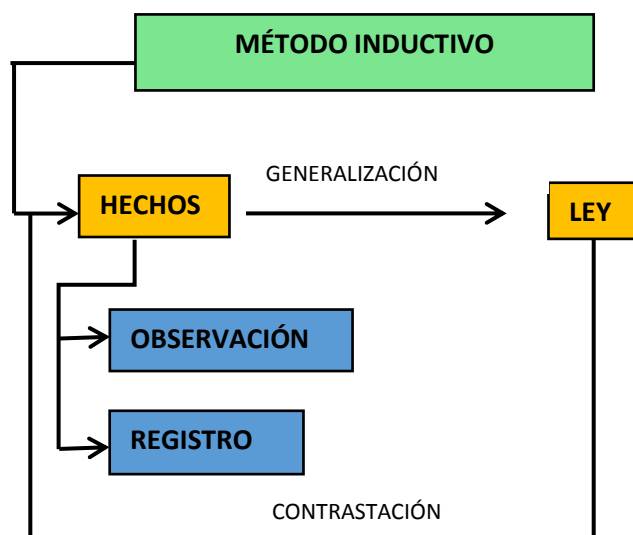 MÉTODO INDUCTIVO
GENERALIZACIÓN
HECHOS
LEY
OBSERVACIÓN
REGISTRO
CONTRASTACIÓN